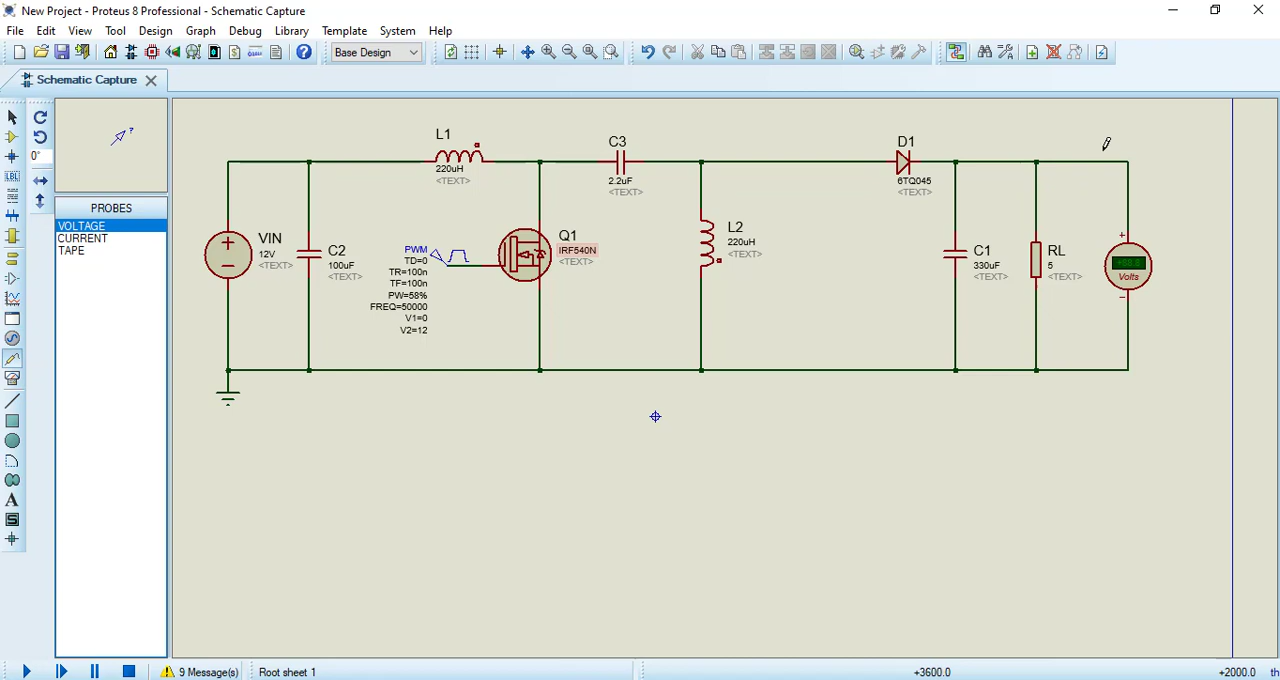 New Project - Proteus 8 Professional - Schematic Capture
File Edit View Tool Design Graph Debug Library Template System Help
Base Design
Schematic Capture
0°
PROBES
VOLTAGE
CURRENT
TAPE
LBL
A
S
?
VIN
12V
<TEXT>
C2
100uF
<TEXT>
L1
220uH
<TEXT>
PWM
TD=0
TR=100n
TF=100n
PW=58%
FREQ=50000
V1=0
V2=12
Q1
IRF540N
<TEXT>
C3
2.2uF
<TEXT>
L2
220uH
<TEXT>
D1
6TQ045
<TEXT>
C1
330uF
<TEXT>
RL
5
<TEXT>
+
Volts
−
9 Message(s)
Root sheet 1
+3600.0
+2000.0
th